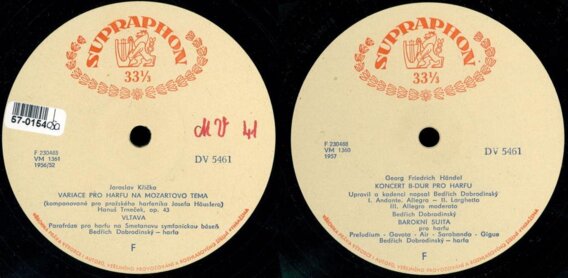 SUPRAPHON
33⅓
57-0154
MV 41
F 230488
VM 1361
1956/52
DV 5461
Jaroslav Křička
VARIACE PRO HARFU NA MOZARTOVO TEMA
(komponované pro pražského harfeníka Josefa Häuslera)
Hanuš Trneček, op. 43
VLTAVA
Parafráze pro harfu na Smetanovu symfonickou báseň
Bedřich Dobrodinský — harfa
F
SUPRAPHON
33⅓
F 230488
VM 1360
1957
DV 5461
Georg Friedrich Händel
KONCERT B-DUR PRO HARFU
Upravil a kadenci napsal Bedřich Dobrodinský
I. Andante, Allegro — II. Larghetto
III. Allegro moderato
Bedřich Dobrodinský
BAROKNÍ SUITA
pro harfu
Preludium - Gavota - Air - Sarabanda - Gigue
Bedřich Dobrodinský — harfa
F